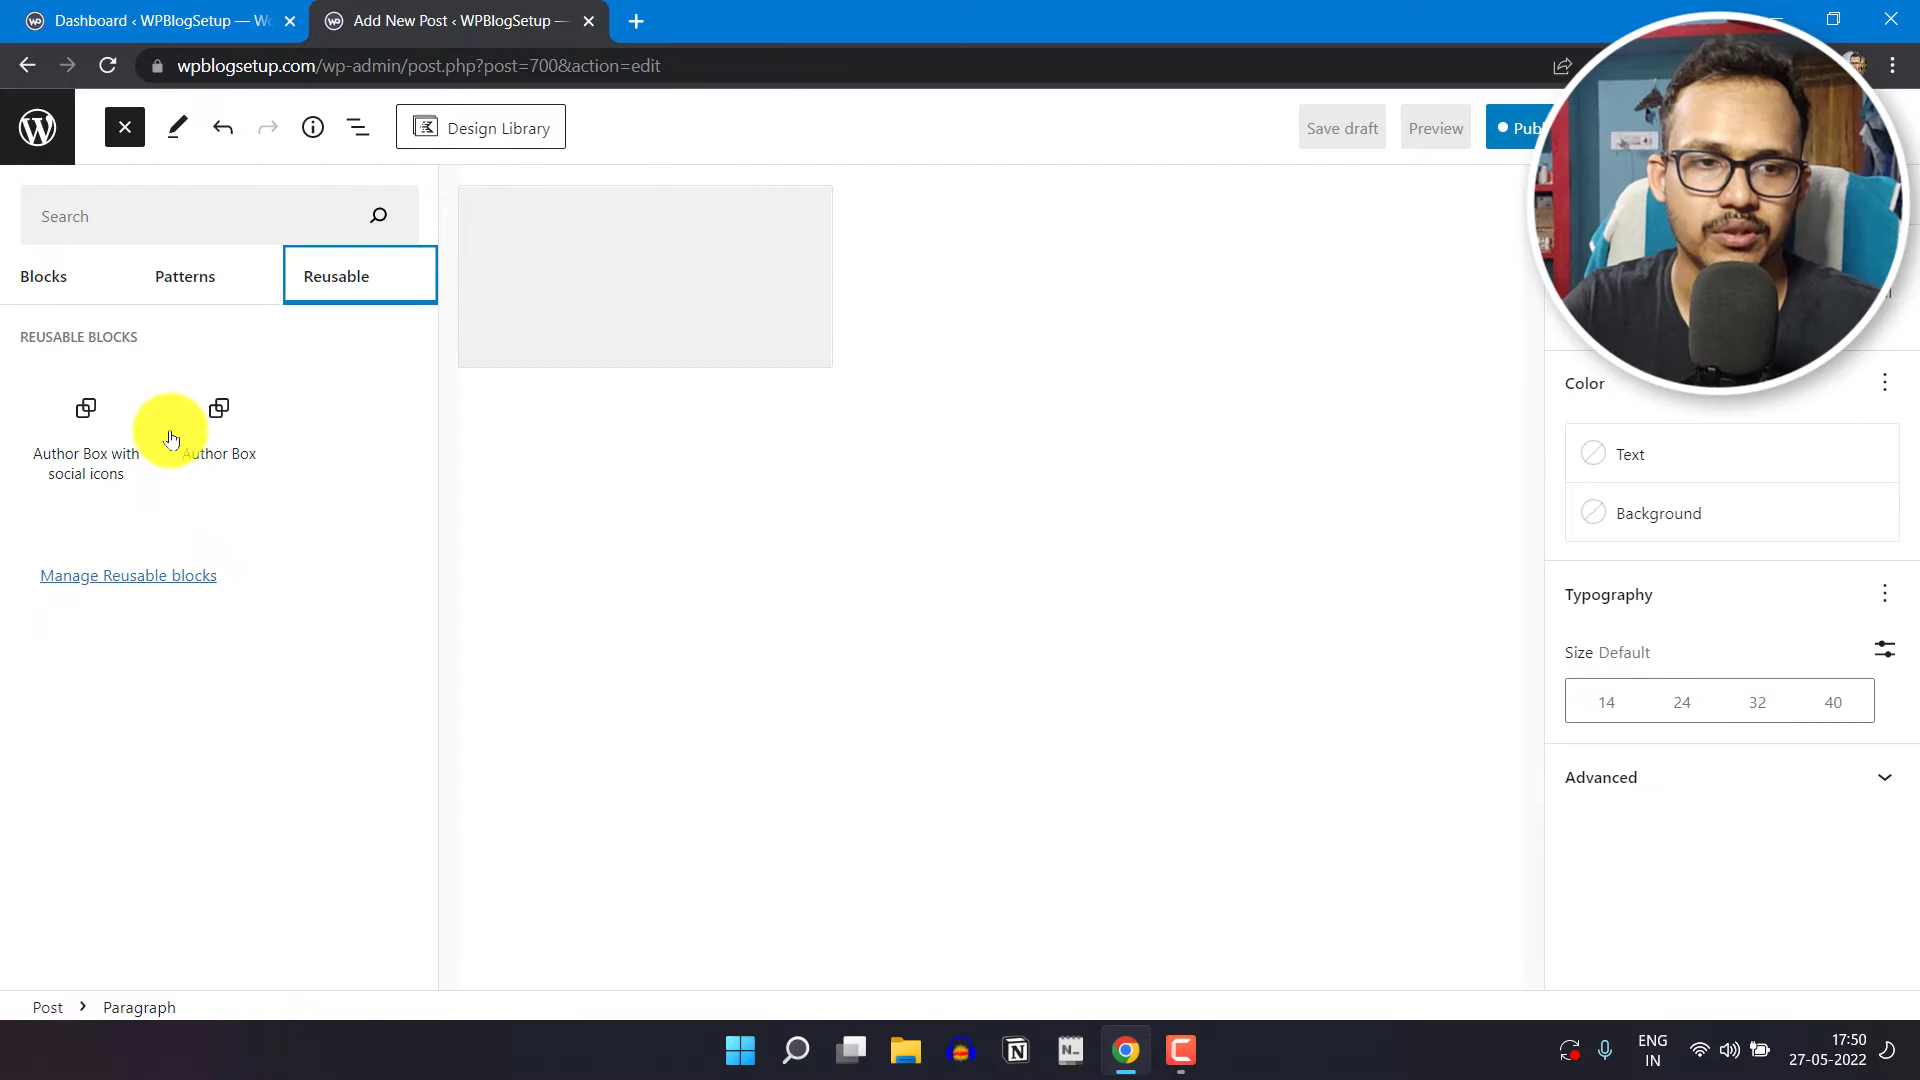 Dashboard ‹ WPBlogSetup — Wo
Add New Post ‹ WPBlogSetup —
wpblogsetup.com/wp-admin/post.php?post=700&action=edit
Design Library
Save draft
Preview
Publ
Search
Blocks
Patterns
Reusable
REUSABLE BLOCKS
Author Box with
social icons
Author Box
Manage Reusable blocks
Color
Text
Background
Typography
Size Default
14
24
32
40
Advanced
Post
Paragraph
ENG
IN
17:50
27-05-2022